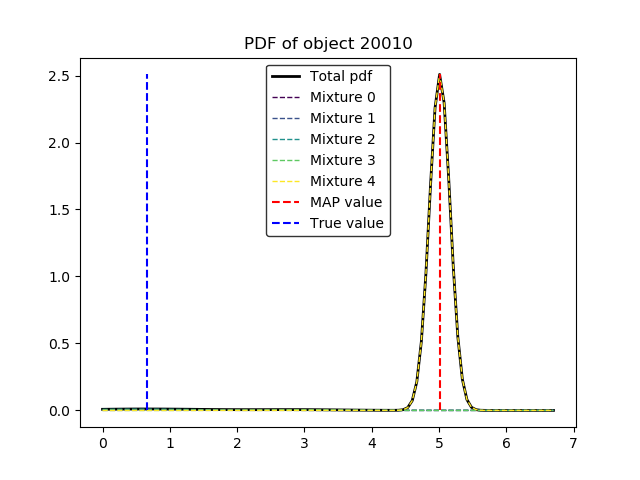 PDF of object 20010
Total pdf
Mixture 0
Mixture 1
Mixture 2
Mixture 3
Mixture 4
MAP value
True value
2.5
2.0
1.5
1.0
0.5
0.0
0 1 2 3 4 5 6 7